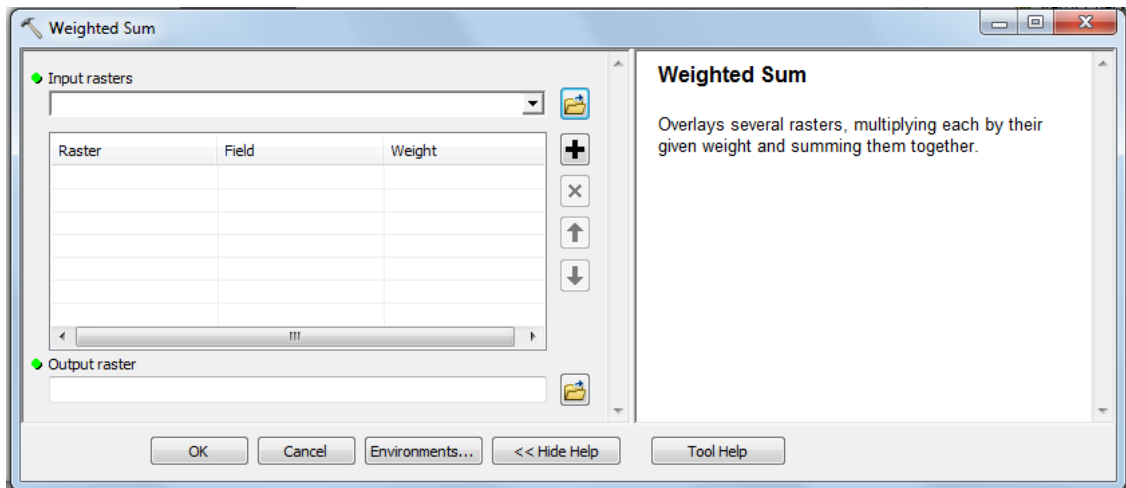 Weighted Sum
Input rasters
Raster Field Weight
Output raster
Weighted Sum
Overlays several rasters, multiplying each by their
given weight and summing them together.
OK Cancel Environments... << Hide Help Tool Help